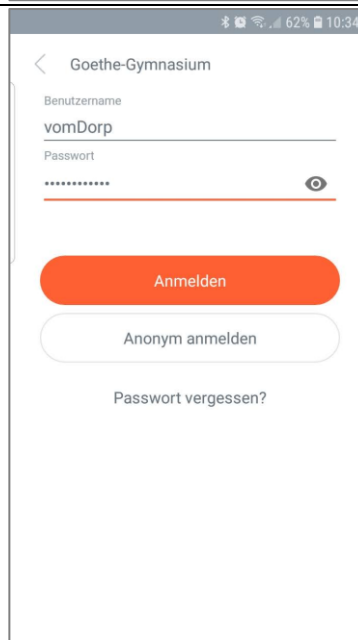 62% 10:34
Goethe-Gymnasium
Benutzername
vomDorp
Passwort
••••••••••••
Anmelden
Anonym anmelden
Passwort vergessen?